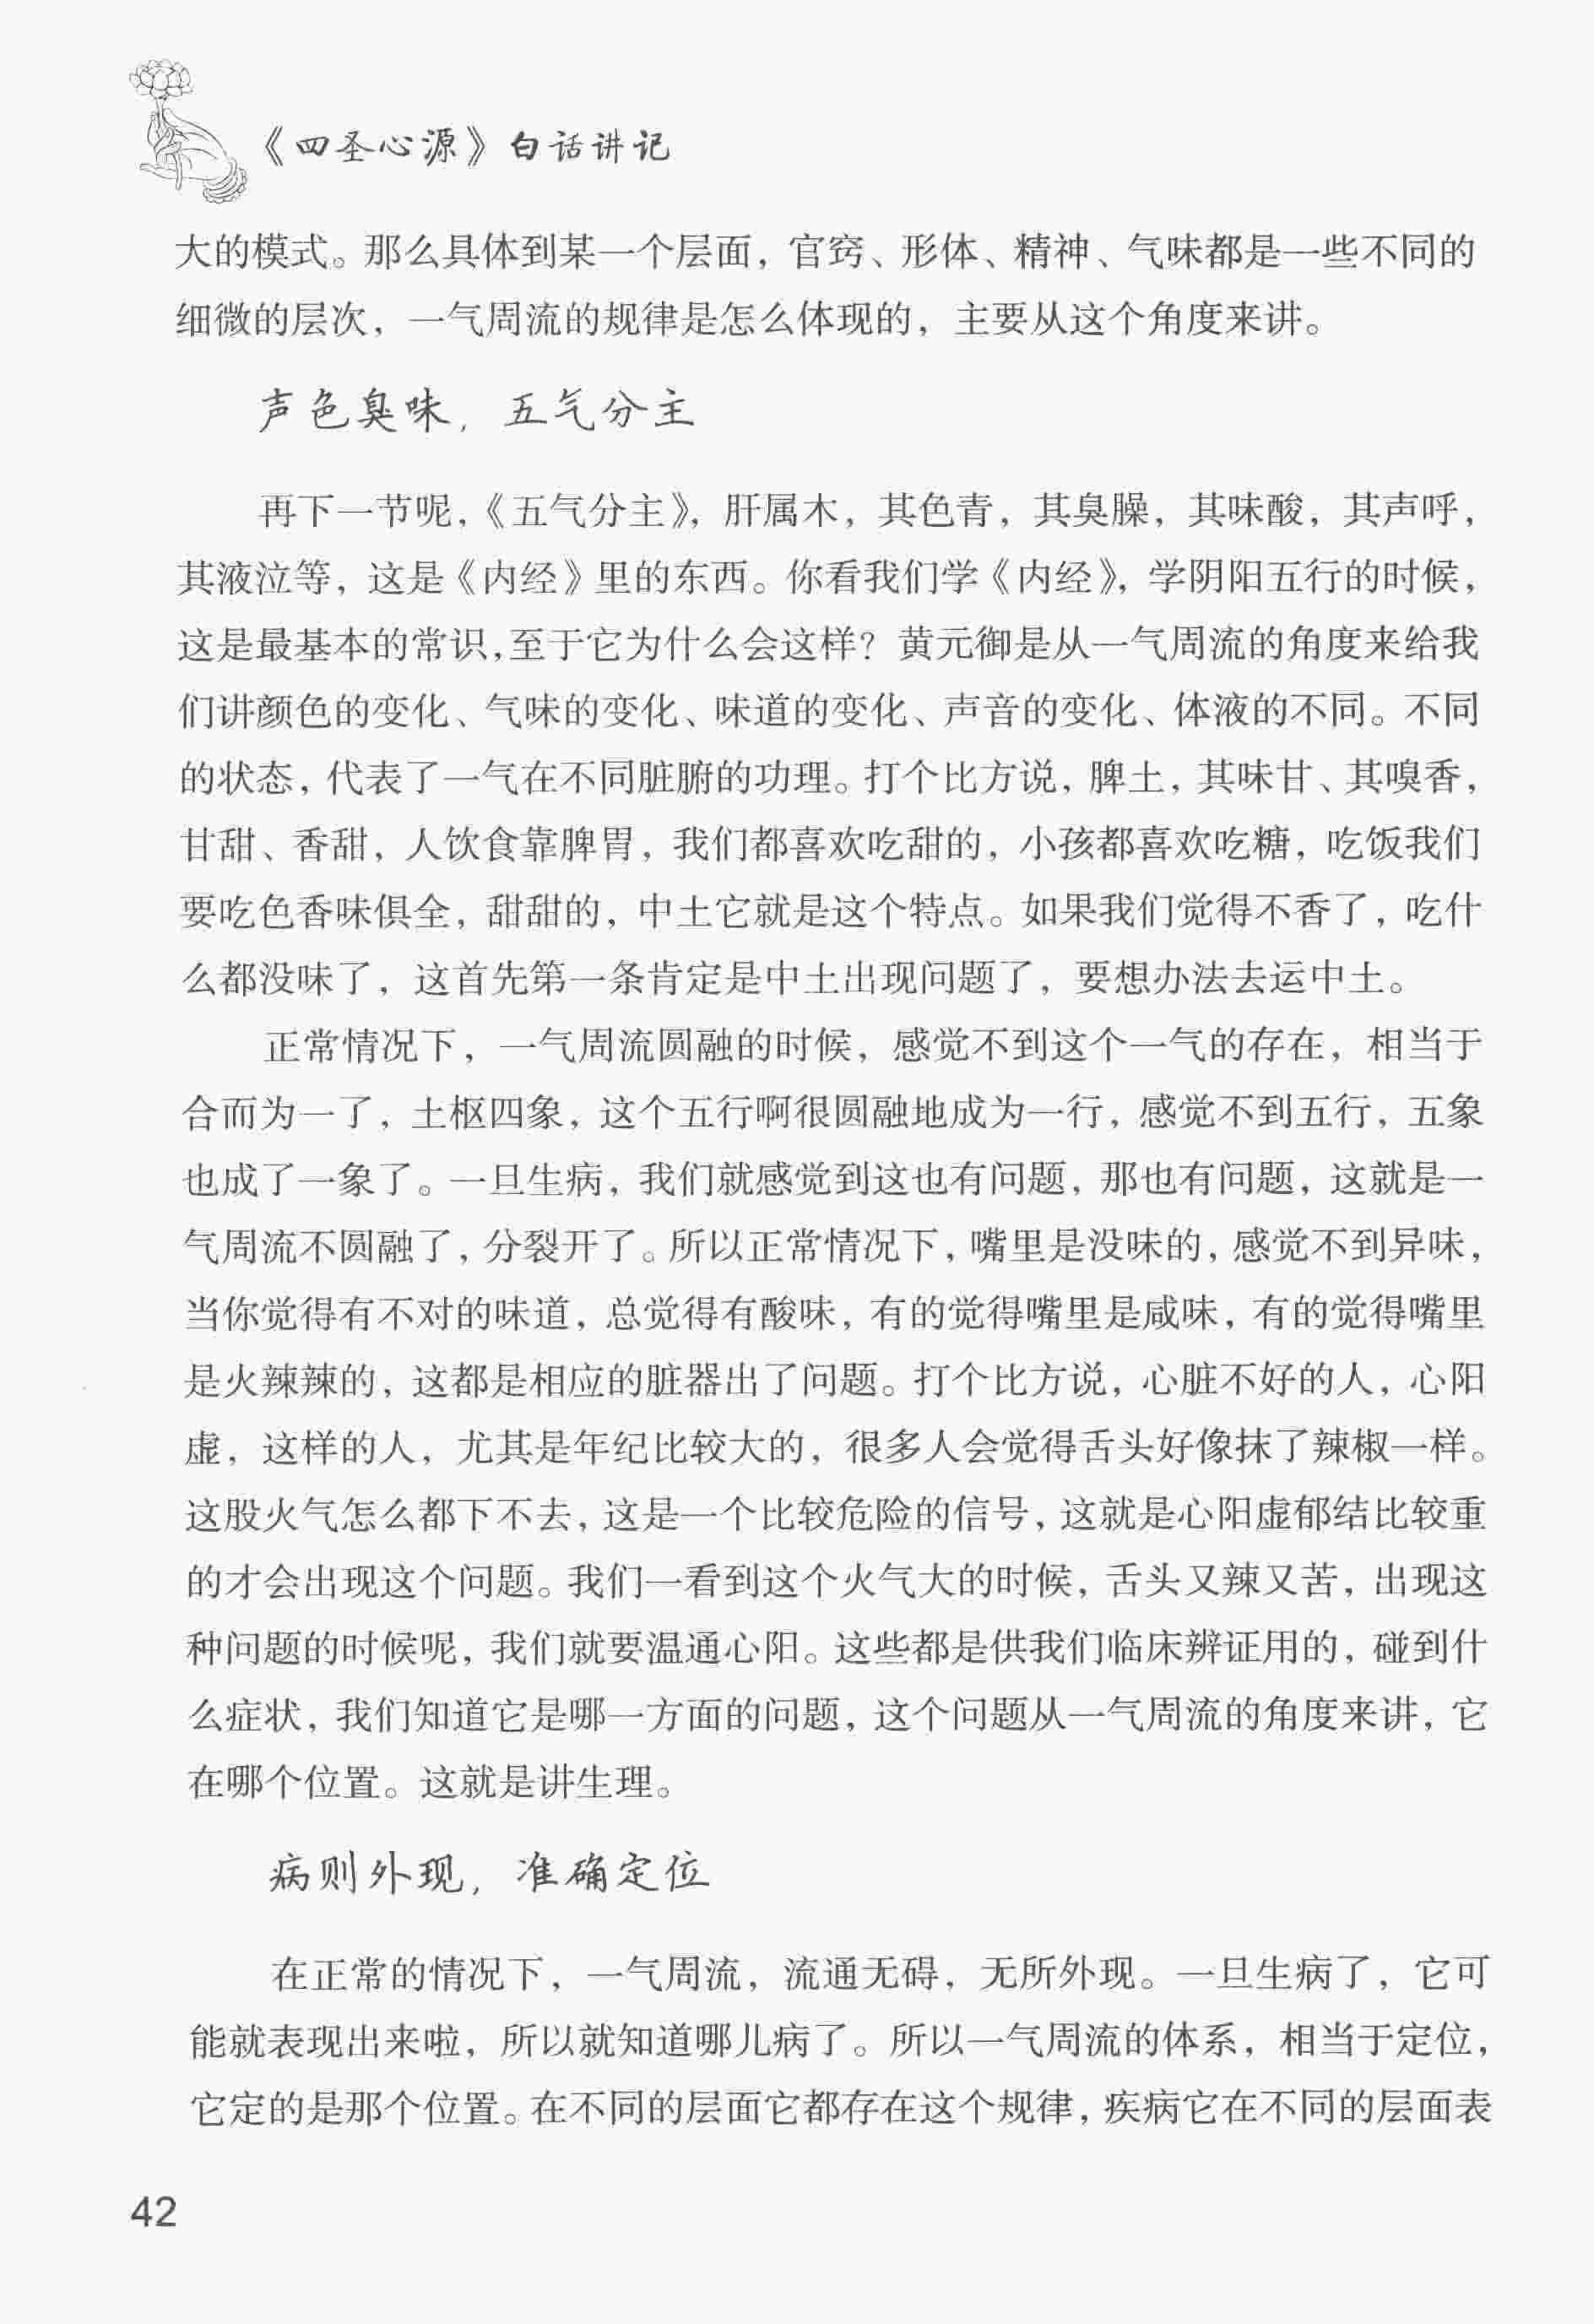 《四圣心源》白话讲记
大的模式。那么具体到某一个层面，官窍、形体、精神、气味都是一些不同的
细微的层次，一气周流的规律是怎么体现的，主要从这个角度来讲。
声色臭味，五气分主
再下一节呢，《五气分主》，肝属木，其色青，其臭臊，其味酸，其声呼，
其液泣等，这是《内经》里的东西。你看我们学《内经》，学阴阳五行的时候，
这是最基本的常识，至于它为什么会这样？黄元御是从一气周流的角度来给我
们讲颜色的变化、气味的变化、味道的变化、声音的变化、体液的不同。不同
的状态，代表了一气在不同脏腑的功理。打个比方说，脾土，其味甘、其嗅香，
甘甜、香甜，人饮食靠脾胃，我们都喜欢吃甜的，小孩都喜欢吃糖，吃饭我们
要吃色香味俱全，甜甜的，中土它就是这个特点。如果我们觉得不香了，吃什
么都没味了，这首先第一条肯定是中土出现问题了，要想办法去运中土。
正常情况下，一气周流圆融的时候，感觉不到这个一气的存在，相当于
合而为一了，土枢四象，这个五行啊很圆融地成为一行，感觉不到五行，五象
也成了一象了。一旦生病，我们就感觉到这也有问题，那也有问题，这就是一
气周流不圆融了，分裂开了。所以正常情况下，嘴里是没味的，感觉不到异味，
当你觉得有不对的味道，总觉得有酸味，有的觉得嘴里是咸味，有的觉得嘴里
是火辣辣的，这都是相应的脏器出了问题。打个比方说，心脏不好的人，心阳
虚，这样的人，尤其是年纪比较大的，很多人会觉得舌头好像抹了辣椒一样。
这股火气怎么都下不去，这是一个比较危险的信号，这就是心阳虚郁结比较重
的才会出现这个问题。我们一看到这个火气大的时候，舌头又辣又苦，出现这
种问题的时候呢，我们就要温通心阳。这些都是供我们临床辨证用的，碰到什
么症状，我们知道它是哪一方面的问题，这个问题从一气周流的角度来讲，它
在哪个位置。这就是讲生理。
病则外现，准确定位
在正常的情况下，一气周流，流通无碍，无所外现。一旦生病了，它可
能就表现出来啦，所以就知道哪儿病了。所以一气周流的体系，相当于定位，
它定的是那个位置。在不同的层面它都存在这个规律，疾病它在不同的层面表
42